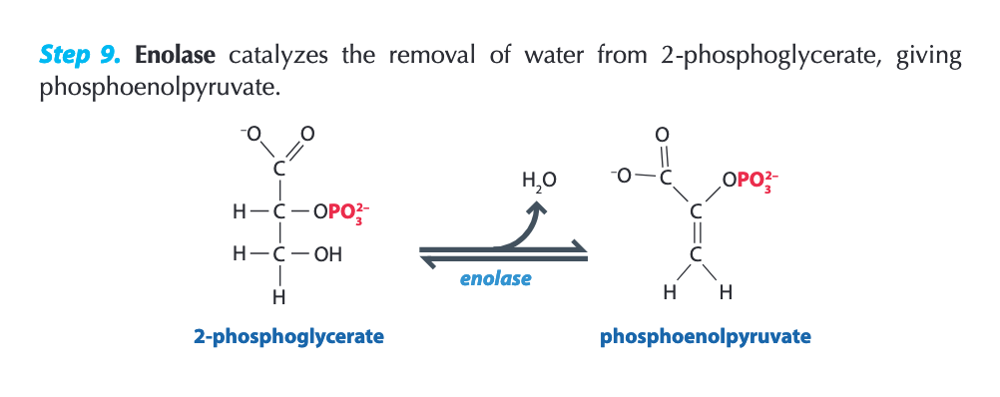 Step 9. Enolase catalyzes the removal of water from 2-phosphoglycerate, giving
phosphoenolpyruvate.
⁻O O
C
H—C—OPO₃²⁻
H—C—OH
H
2-phosphoglycerate
H₂O
enolase
O
⁻O—C OPO₃²⁻
C
C
H H
phosphoenolpyruvate